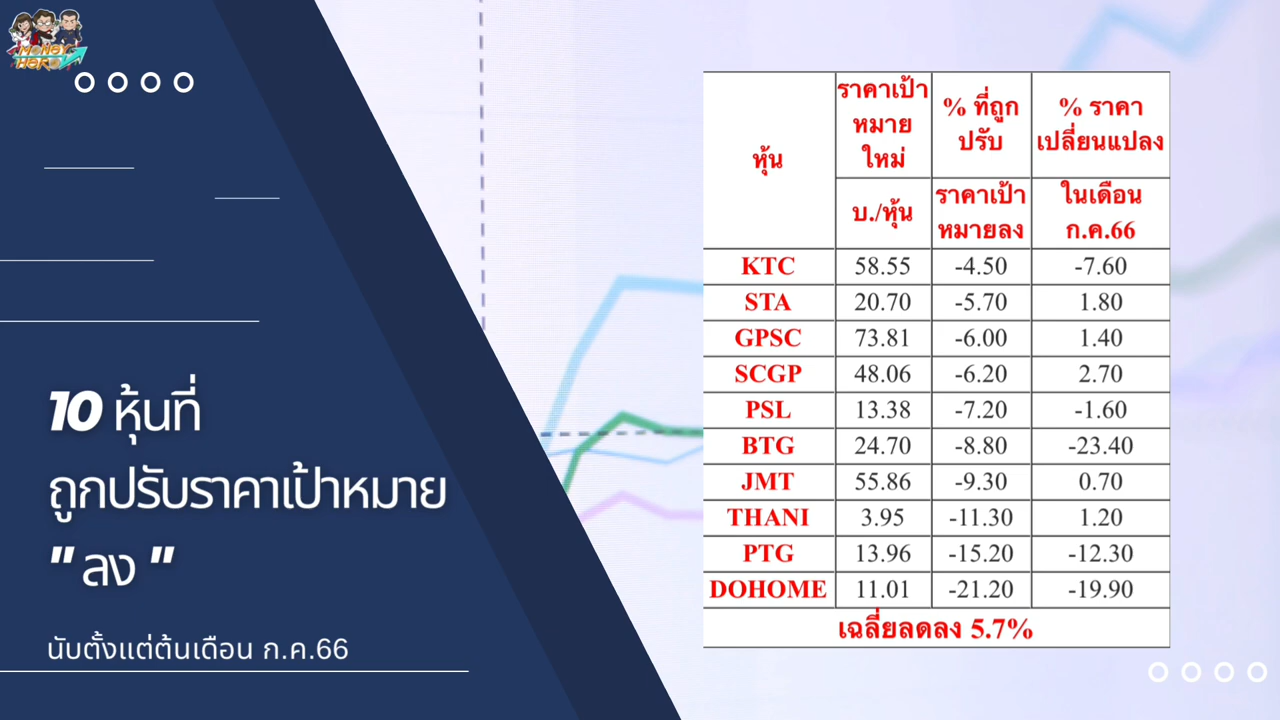 MONEY
HERO
10 หุ้นที่
ถูกปรับราคาเป้าหมาย
" ลง "
นับตั้งแต่ต้นเดือน ก.ค.66
หุ้น
ราคาเป้า
หมาย
ใหม่
บ./หุ้น
% ที่ถูก
ปรับ
ราคาเป้า
หมายลง
% ราคา
เปลี่ยนแปลง
ในเดือน
ก.ค.66
KTC 58.55 -4.50 -7.60
STA 20.70 -5.70 1.80
GPSC 73.81 -6.00 1.40
SCGP 48.06 -6.20 2.70
PSL 13.38 -7.20 -1.60
BTG 24.70 -8.80 -23.40
JMT 55.86 -9.30 0.70
THANI 3.95 -11.30 1.20
PTG 13.96 -15.20 -12.30
DOHOME 11.01 -21.20 -19.90
เฉลี่ยลดลง 5.7%